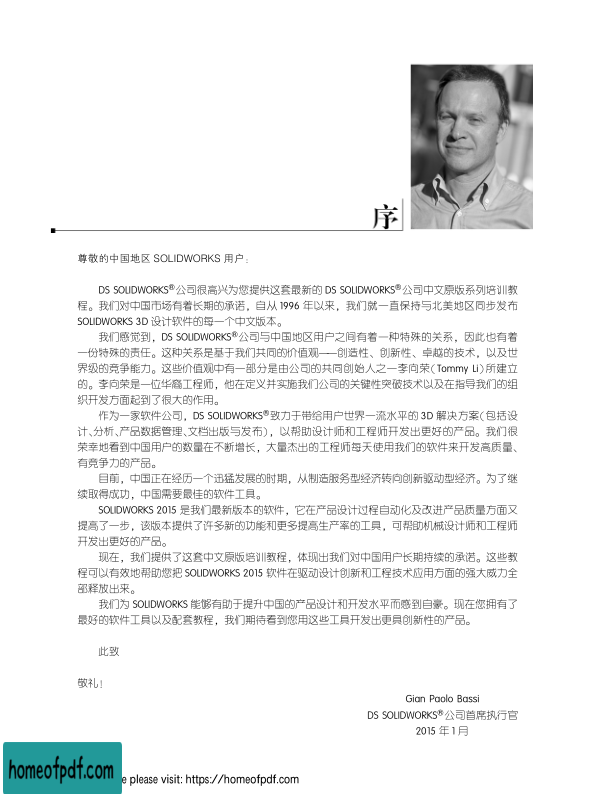 序
尊敬的中国地区 SOLIDWORKS 用户：
DS SOLIDWORKS®公司很高兴为您提供这套最新的 DS SOLIDWORKS®公司中文原版系列培训教
程。我们对中国市场有着长期的承诺，自从 1996 年以来，我们就一直保持与北美地区同步发布
SOLIDWORKS 3D 设计软件的每一个中文版本。
我们感觉到，DS SOLIDWORKS®公司与中国地区用户之间有着一种特殊的关系，因此也有着
一份特殊的责任。这种关系是基于我们共同的价值观——创造性、创新性、卓越的技术，以及世
界级的竞争能力。这些价值观中有一部分是由公司的共同创始人之一李向荣（Tommy Li）所建立
的。李向荣是一位华裔工程师，他在定义并实施我们公司的关键性突破技术以及在指导我们的组
织开发方面起到了很大的作用。
作为一家软件公司，DS SOLIDWORKS®致力于带给用户世界一流水平的 3D 解决方案（包括设
计、分析、产品数据管理、文档出版与发布），以帮助设计师和工程师开发出更好的产品。我们很
荣幸地看到中国用户的数量在不断增长，大量杰出的工程师每天使用我们的软件来开发高质量、
有竞争力的产品。
目前，中国正在经历一个迅猛发展的时期，从制造服务型经济转向创新驱动型经济。为了继
续取得成功，中国需要最佳的软件工具。
SOLIDWORKS 2015 是我们最新版本的软件，它在产品设计过程自动化及改进产品质量方面又
提高了一步，该版本提供了许多新的功能和更多提高生产率的工具，可帮助机械设计师和工程师
开发出更好的产品。
现在，我们提供了这套中文原版培训教程，体现出我们对中国用户长期持续的承诺。这些教
程可以有效地帮助您把 SOLIDWORKS 2015 软件在驱动设计创新和工程技术应用方面的强大威力全
部释放出来。
我们为 SOLIDWORKS 能够有助于提升中国的产品设计和开发水平而感到自豪。现在您拥有了
最好的软件工具以及配套教程，我们期待看到您用这些工具开发出更具创新性的产品。
此致
敬礼！
Gian Paolo Bassi
DS SOLIDWORKS®公司首席执行官
2015 年 1 月
homeofpdf.com
e please visit: https://homeofpdf.com